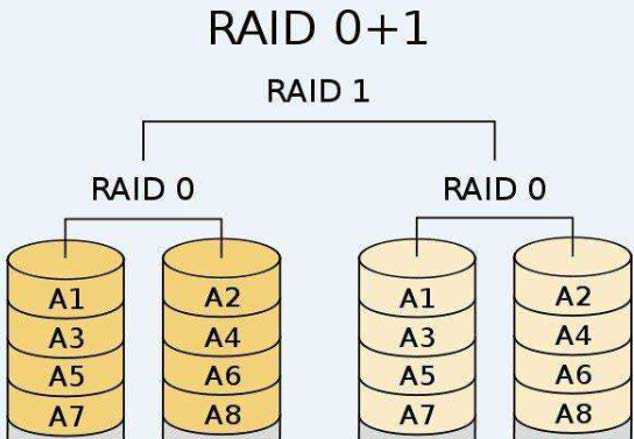 RAID 0+1
RAID 1
RAID 0 RAID 0
A1 A2 A1 A2
A3 A4 A3 A4
A5 A6 A5 A6
A7 A8 A7 A8